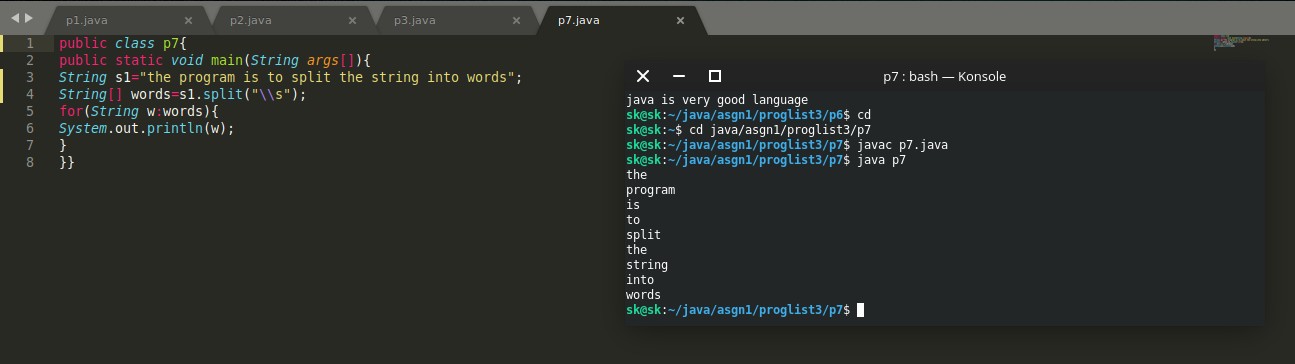 p1.java
p2.java
p3.java
p7.java
1 public class p7{
2 public static void main(String args[]){
3 String s1="the program is to split the string into words";
4 String[] words=s1.split("\\s");
5 for(String w:words){
6 System.out.println(w);
7 }
8 }}
p7 : bash — Konsole
java is very good language
sk@sk:~/java/asgn1/proglist3/p6$ cd
sk@sk:~$ cd java/asgn1/proglist3/p7
sk@sk:~/java/asgn1/proglist3/p7$ javac p7.java
sk@sk:~/java/asgn1/proglist3/p7$ java p7
the
program
is
to
split
the
string
into
words
sk@sk:~/java/asgn1/proglist3/p7$